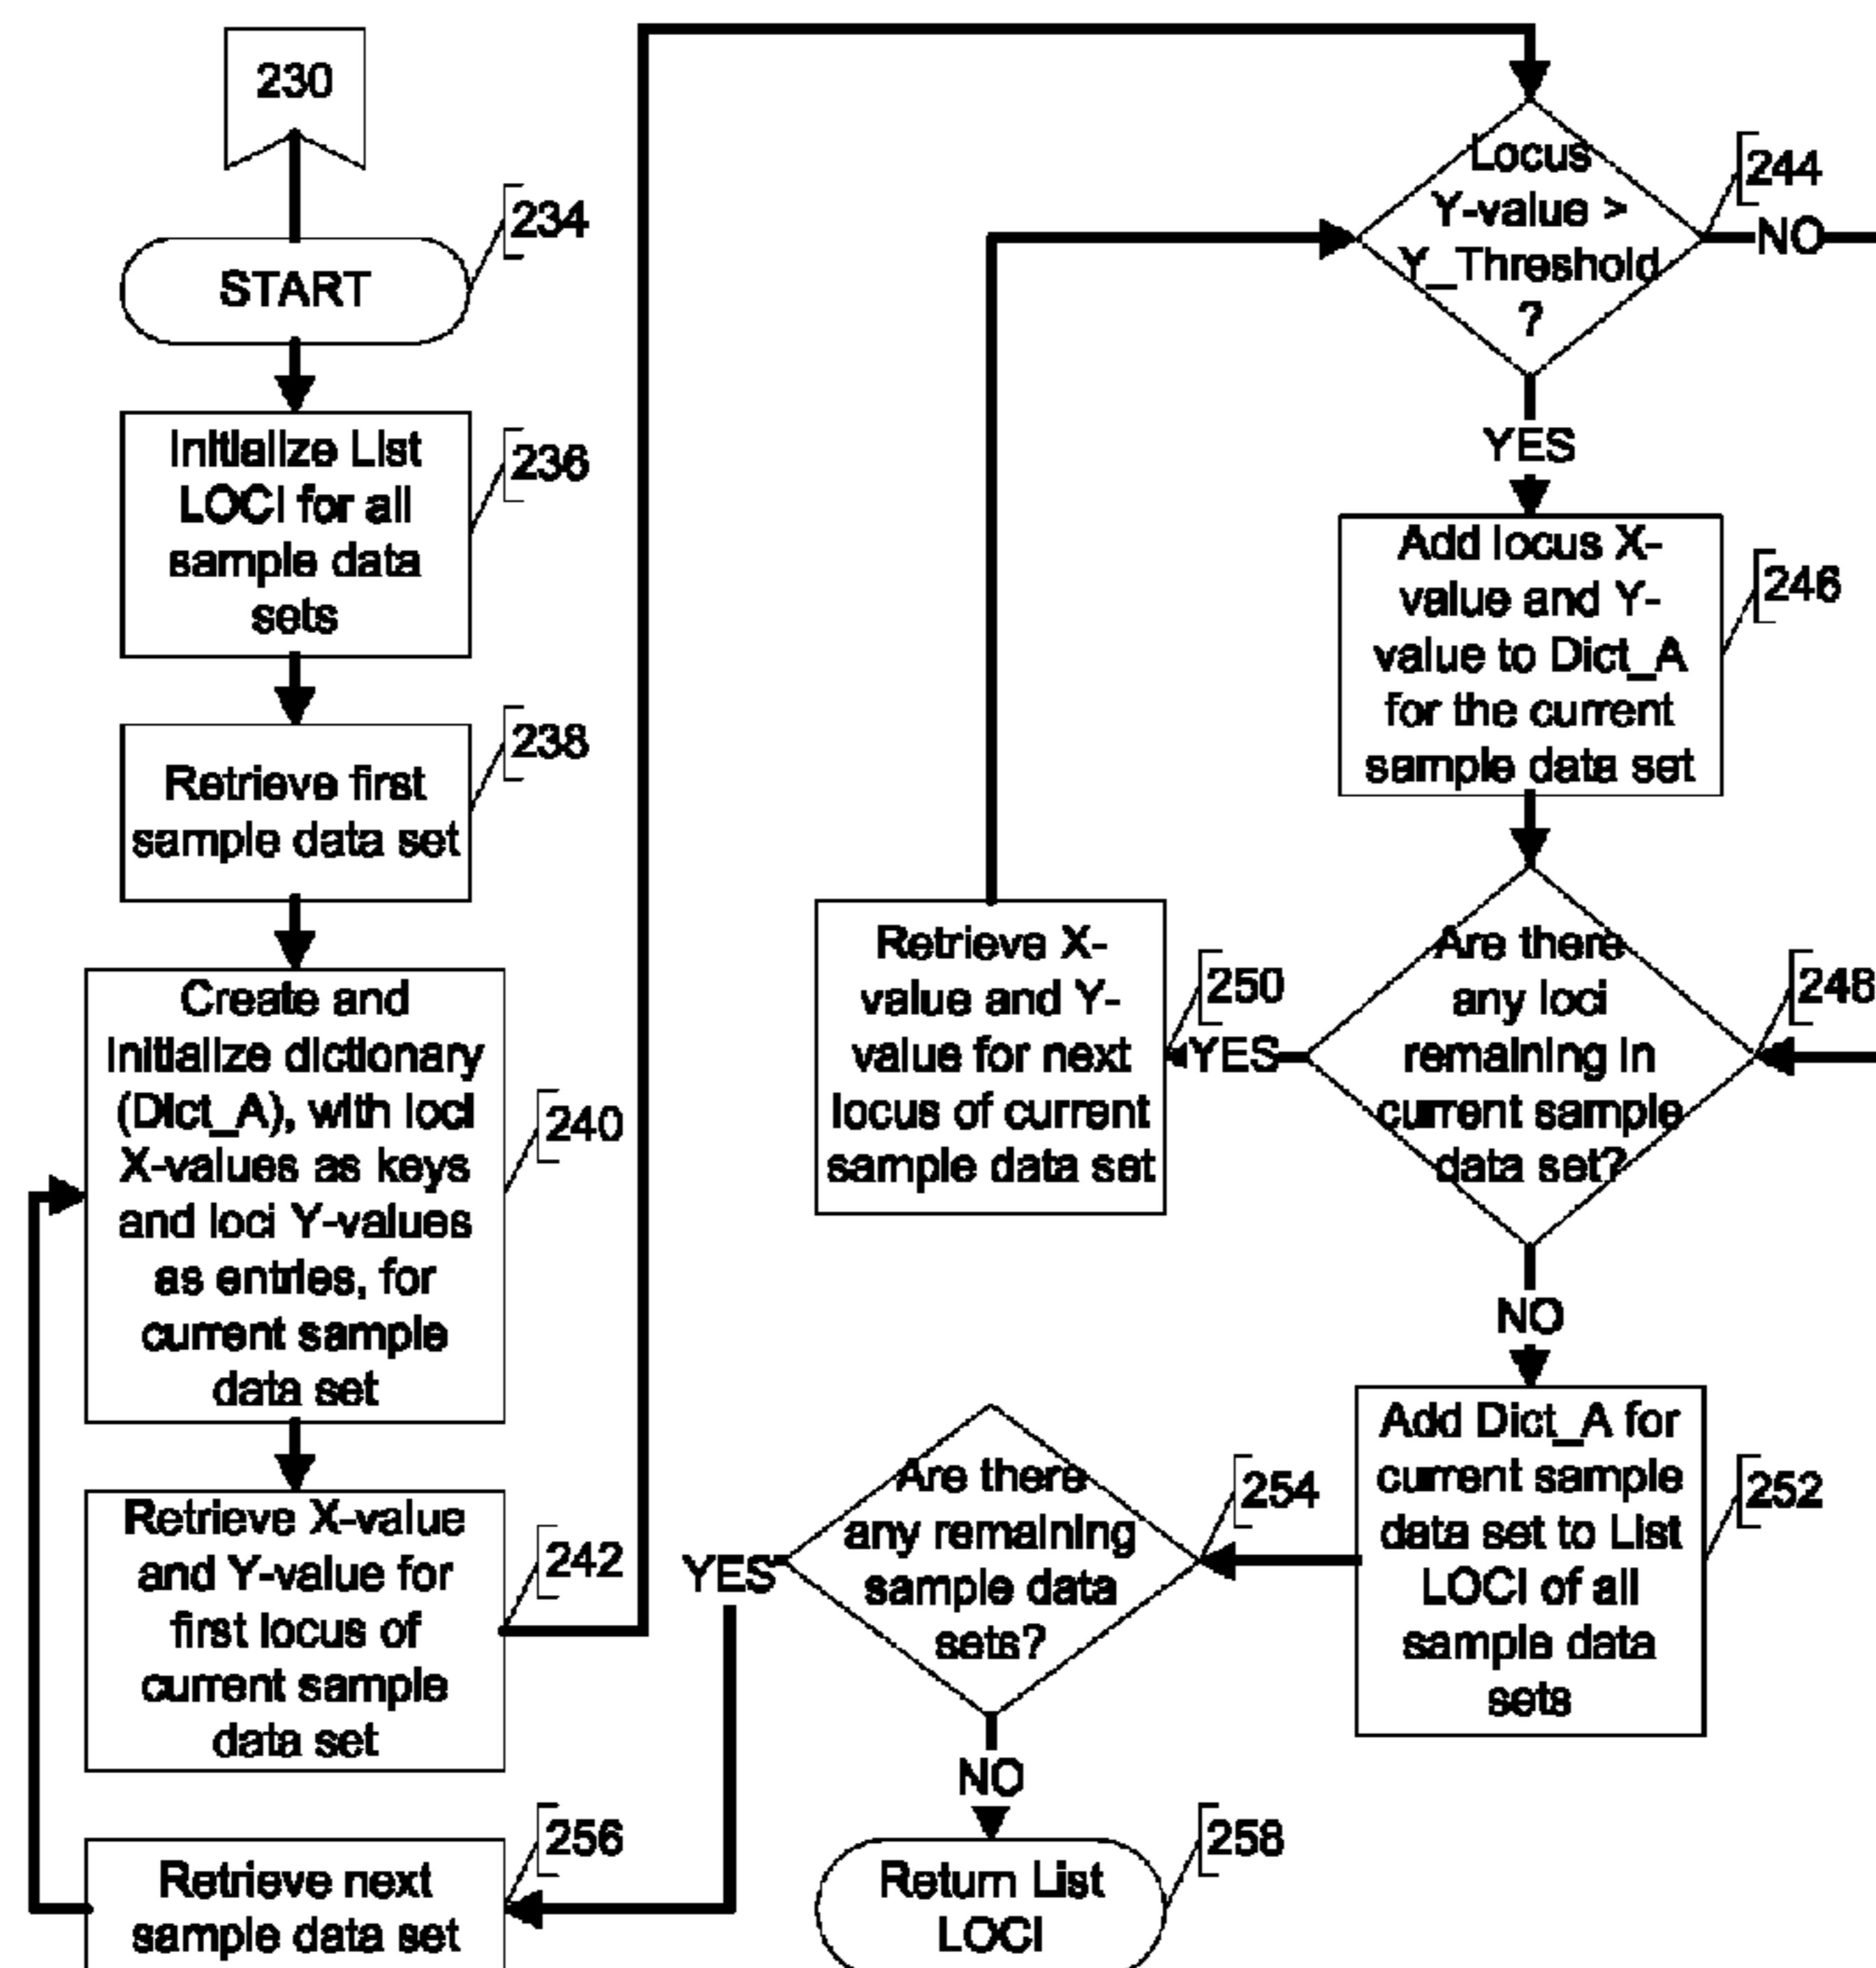 230
START
234
Initialize List
LOCI for all
sample data
sets
236
Retrieve first
sample data set
238
Create and
initialize dictionary
(Dict_A), with loci
X-values as keys
and loci Y-values
as entries, for
current sample
data set
240
Retrieve X-value
and Y-value for
first locus of
current sample
data set
242
Retrieve next
sample data set
256
Locus
Y-value >
Y_Threshold
?
244
NO
YES
Add locus X-
value and Y-
value to Dict_A
for the current
sample data set
246
Are there
any loci
remaining in
current sample
data set?
248
YES
Retrieve X-
value and Y-
value for next
locus of current
sample data set
250
NO
Add Dict_A for
current sample
data set to List
LOCI of all
sample data
sets
252
Are there
any remaining
sample data
sets?
254
YES
NO
Return List
LOCI
258